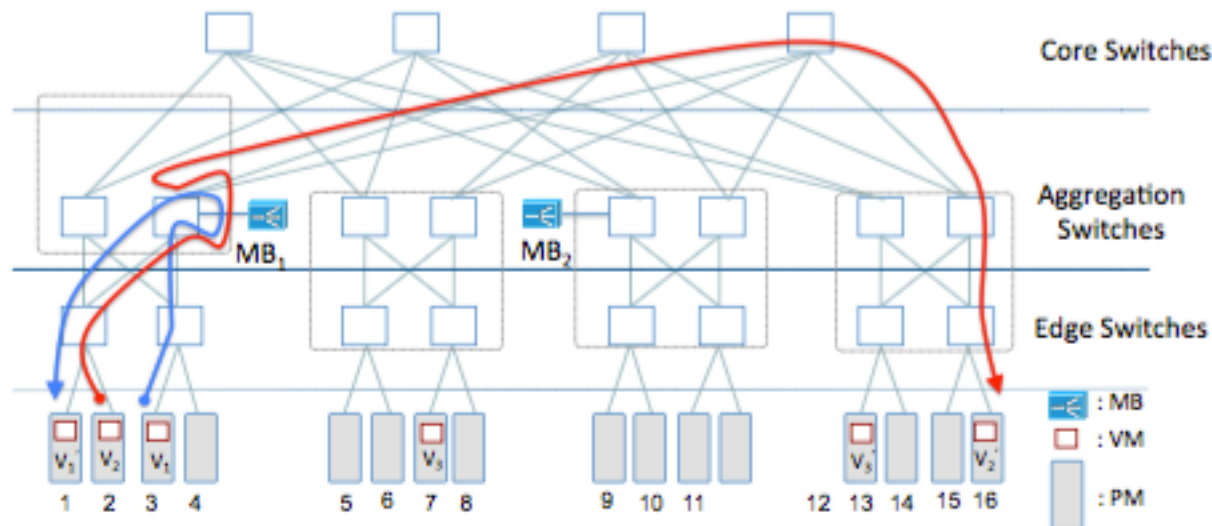 Core Switches
Aggregation
Switches
MB₁
MB₂
Edge Switches
V₁' V₂ V₁ V₃ V₃' V₂'
1 2 3 4 5 6 7 8 9 10 11 12 13 14 15 16
: MB
: VM
: PM